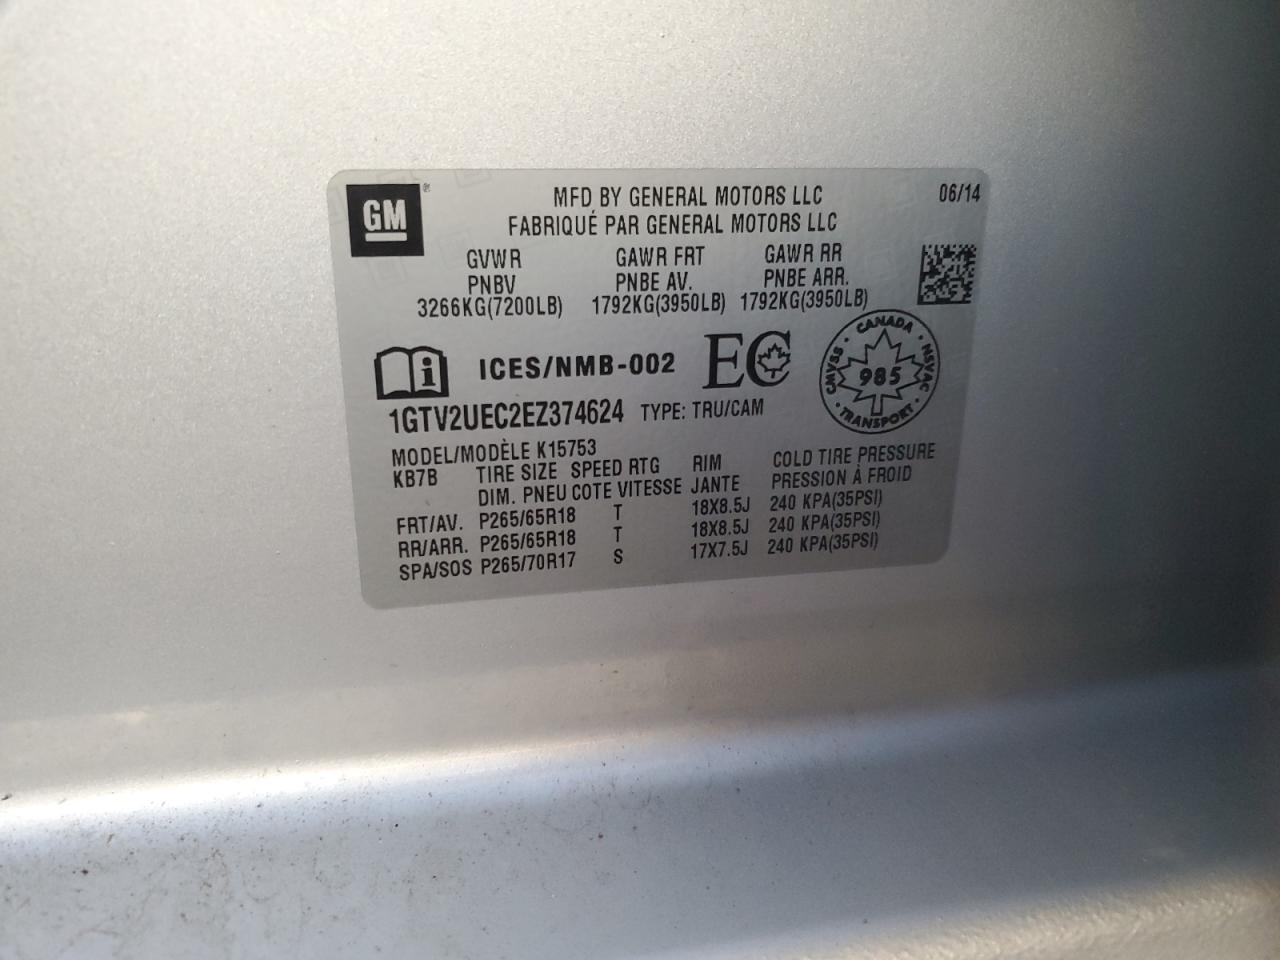 GM ®
MFD BY GENERAL MOTORS LLC 06/14
FABRIQUÉ PAR GENERAL MOTORS LLC
GVWR GAWR FRT GAWR RR
PNBV PNBE AV. PNBE ARR.
3266KG(7200LB) 1792KG(3950LB) 1792KG(3950LB)
ICES/NMB-002 EC
CANADA
CMVSS 985 NSVAC
TRANSPORT
1GTV2UEC2EZ374624 TYPE: TRU/CAM
MODEL/MODÈLE K15753
KB7B TIRE SIZE SPEED RTG RIM COLD TIRE PRESSURE
DIM. PNEU COTE VITESSE JANTE PRESSION À FROID
FRT/AV. P265/65R18 T 18X8.5J 240 KPA(35PSI)
RR/ARR. P265/65R18 T 18X8.5J 240 KPA(35PSI)
SPA/SOS P265/70R17 S 17X7.5J 240 KPA(35PSI)